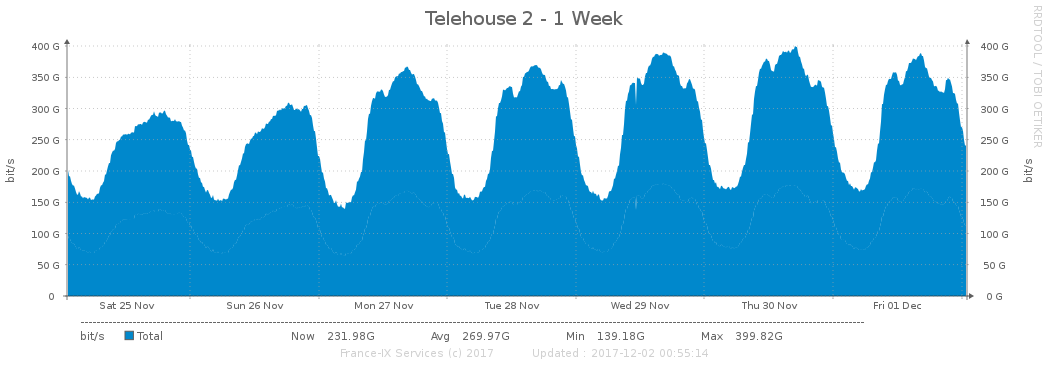 Telehouse 2 - 1 Week
RRDTOOL / TOBI OETIKER
bit/s
400 G
350 G
300 G
250 G
200 G
150 G
100 G
50 G
0
400 G
350 G
300 G
250 G
200 G
150 G
100 G
50 G
0 G
bit/s
Sat 25 Nov Sun 26 Nov Mon 27 Nov Tue 28 Nov Wed 29 Nov Thu 30 Nov Fri 01 Dec
bit/s Total Now 231.98G Avg 269.97G Min 139.18G Max 399.82G
France-IX Services (c) 2017 Updated : 2017-12-02 00:55:14